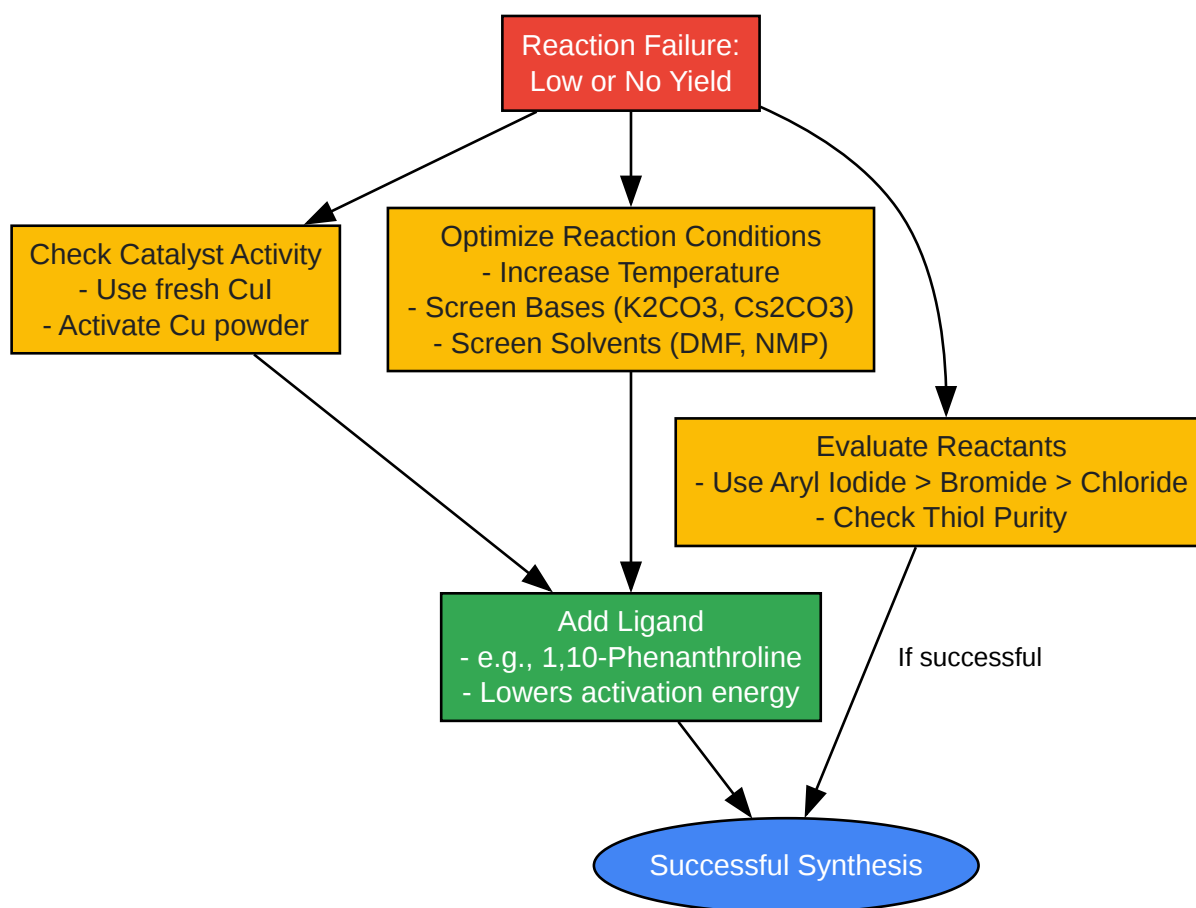 Reaction Failure:
Low or No Yield
Check Catalyst Activity
- Use fresh CuI
- Activate Cu powder
Optimize Reaction Conditions
- Increase Temperature
- Screen Bases (K2CO3, Cs2CO3)
- Screen Solvents (DMF, NMP)
Evaluate Reactants
- Use Aryl Iodide > Bromide > Chloride
- Check Thiol Purity
Add Ligand
- e.g., 1,10-Phenanthroline
- Lowers activation energy
If successful
Successful Synthesis